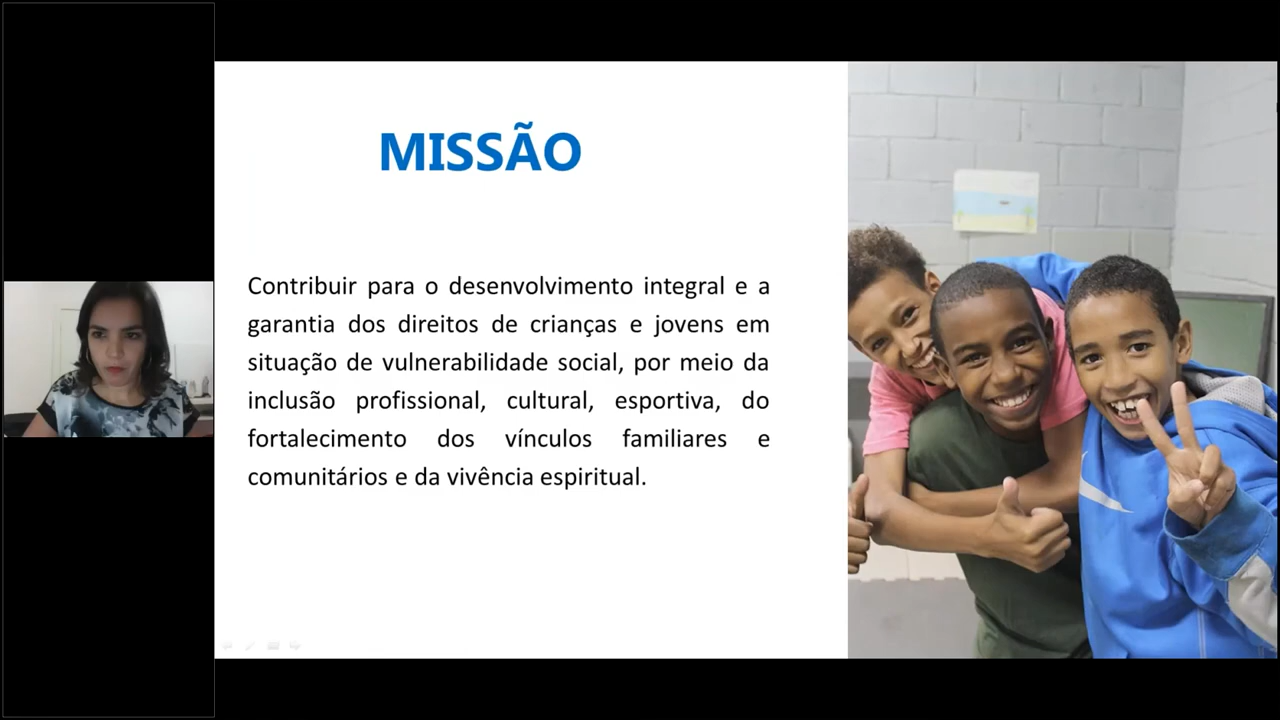 MISSÃO
Contribuir para o desenvolvimento integral e a
garantia dos direitos de crianças e jovens em
situação de vulnerabilidade social, por meio da
inclusão profissional, cultural, esportiva, do
fortalecimento dos vínculos familiares e
comunitários e da vivência espiritual.